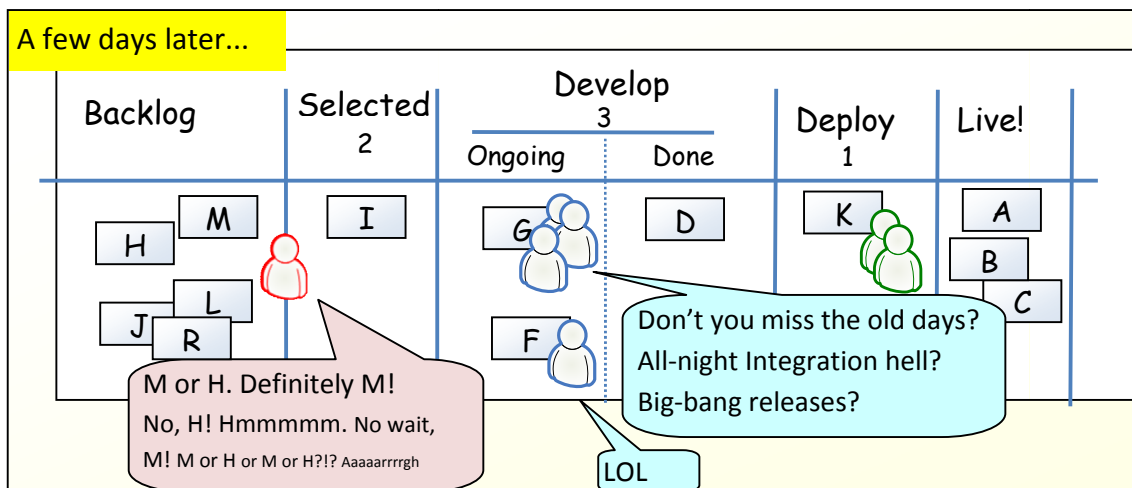 A few days later...
Backlog
Selected
2
Develop
3
Ongoing
Done
Deploy
1
Live!
M
H
L
J
R
I
G
F
D
K
A
B
C
M or H. Definitely M!
No, H! Hmmmmm. No wait,
M! M or H or M or H?!? Aaaaarrrrgh
Don’t you miss the old days?
All-night Integration hell?
Big-bang releases?
LOL